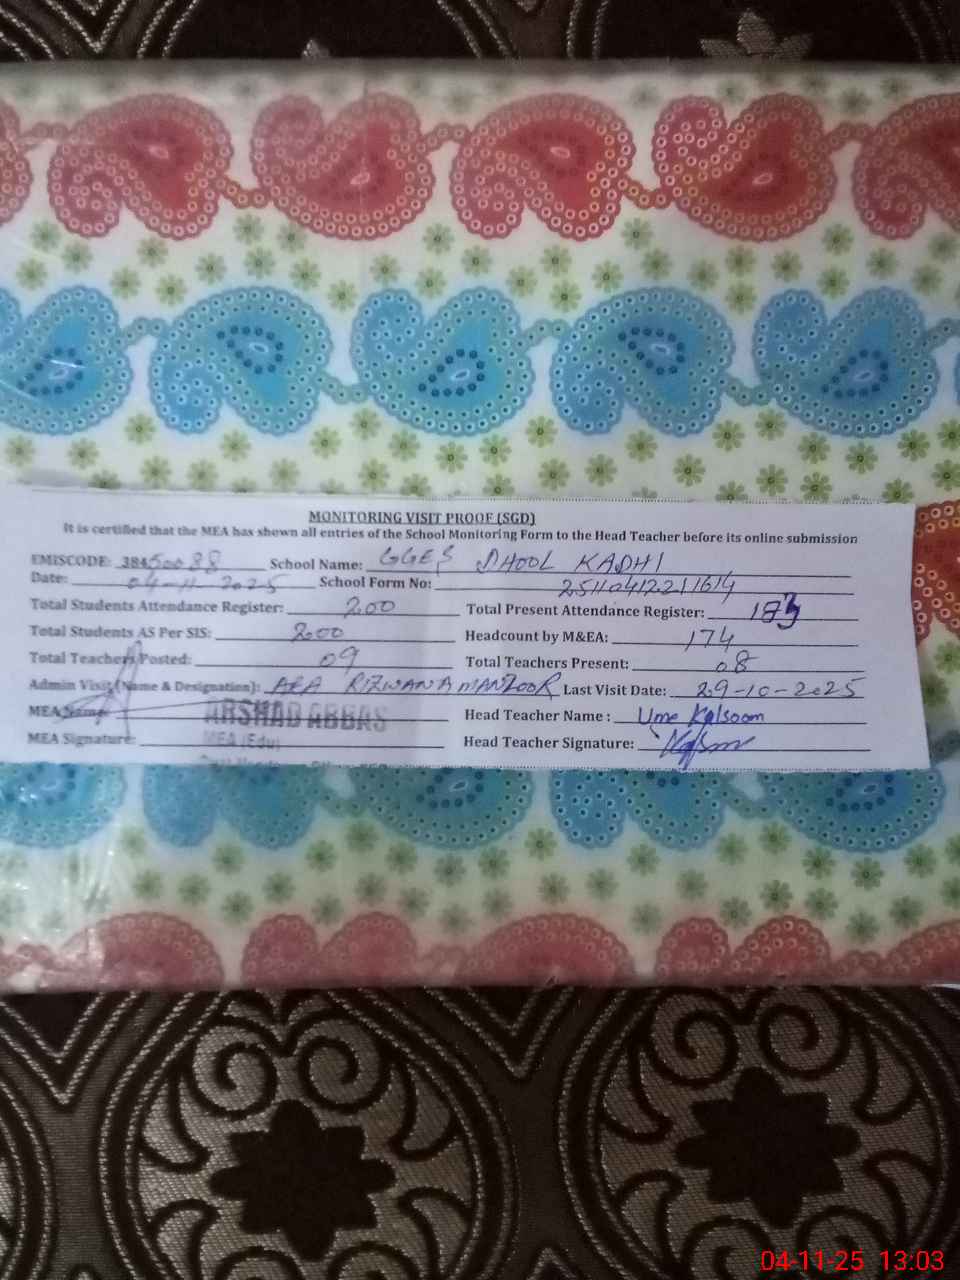 MONITORING VISIT PROOF (SGD)
It is certified that the MEA has shown all entries of the School Monitoring Form to the Head Teacher before its online submission
EMISCODE: 38450088 School Name: GGES DHOOL KADHI
Date: 04-11-2025 School Form No: 25110412211614
Total Students Attendance Register: 200 Total Present Attendance Register: 183
Total Students AS Per SIS: 200 Headcount by M&EA: 174
Total Teachers Posted: 09 Total Teachers Present: 08
Admin Visit (Name & Designation): AEA RIZWANA MANZOOR Last Visit Date: 29-10-2025
MEA Name ARSHAD ABBAS Head Teacher Name : Ume Kalsoom
MEA Signature: MEA (Edu) Head Teacher Signature:
04-11-25 13:03